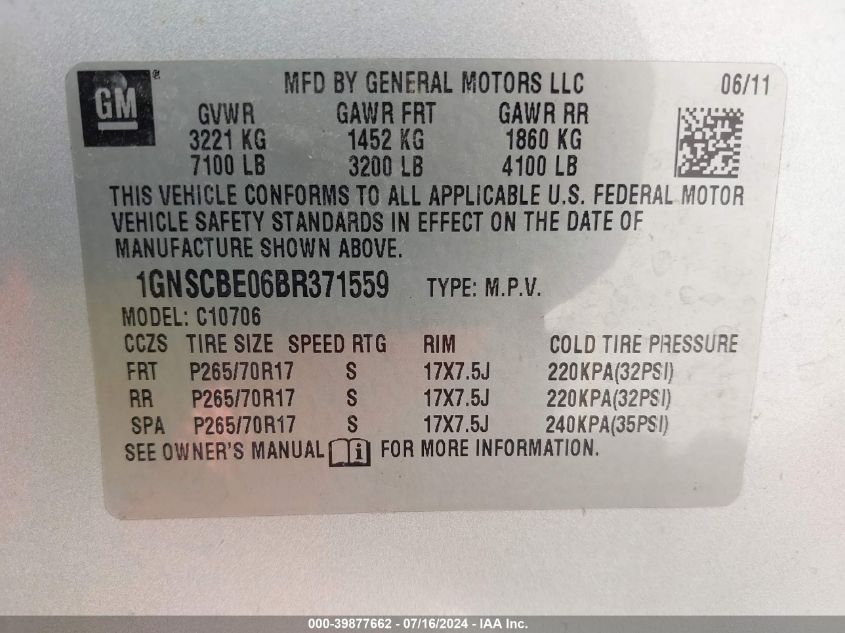 GM ®
MFD BY GENERAL MOTORS LLC 06/11
GVWR GAWR FRT GAWR RR
3221 KG 1452 KG 1860 KG
7100 LB 3200 LB 4100 LB
THIS VEHICLE CONFORMS TO ALL APPLICABLE U.S. FEDERAL MOTOR
VEHICLE SAFETY STANDARDS IN EFFECT ON THE DATE OF
MANUFACTURE SHOWN ABOVE.
1GNSCBE06BR371559 TYPE: M.P.V.
MODEL: C10706
CCZS TIRE SIZE SPEED RTG RIM COLD TIRE PRESSURE
FRT P265/70R17 S 17X7.5J 220KPA(32PSI)
RR P265/70R17 S 17X7.5J 220KPA(32PSI)
SPA P265/70R17 S 17X7.5J 240KPA(35PSI)
SEE OWNER'S MANUAL i FOR MORE INFORMATION.
000-39877662 - 07/16/2024 - IAA Inc.